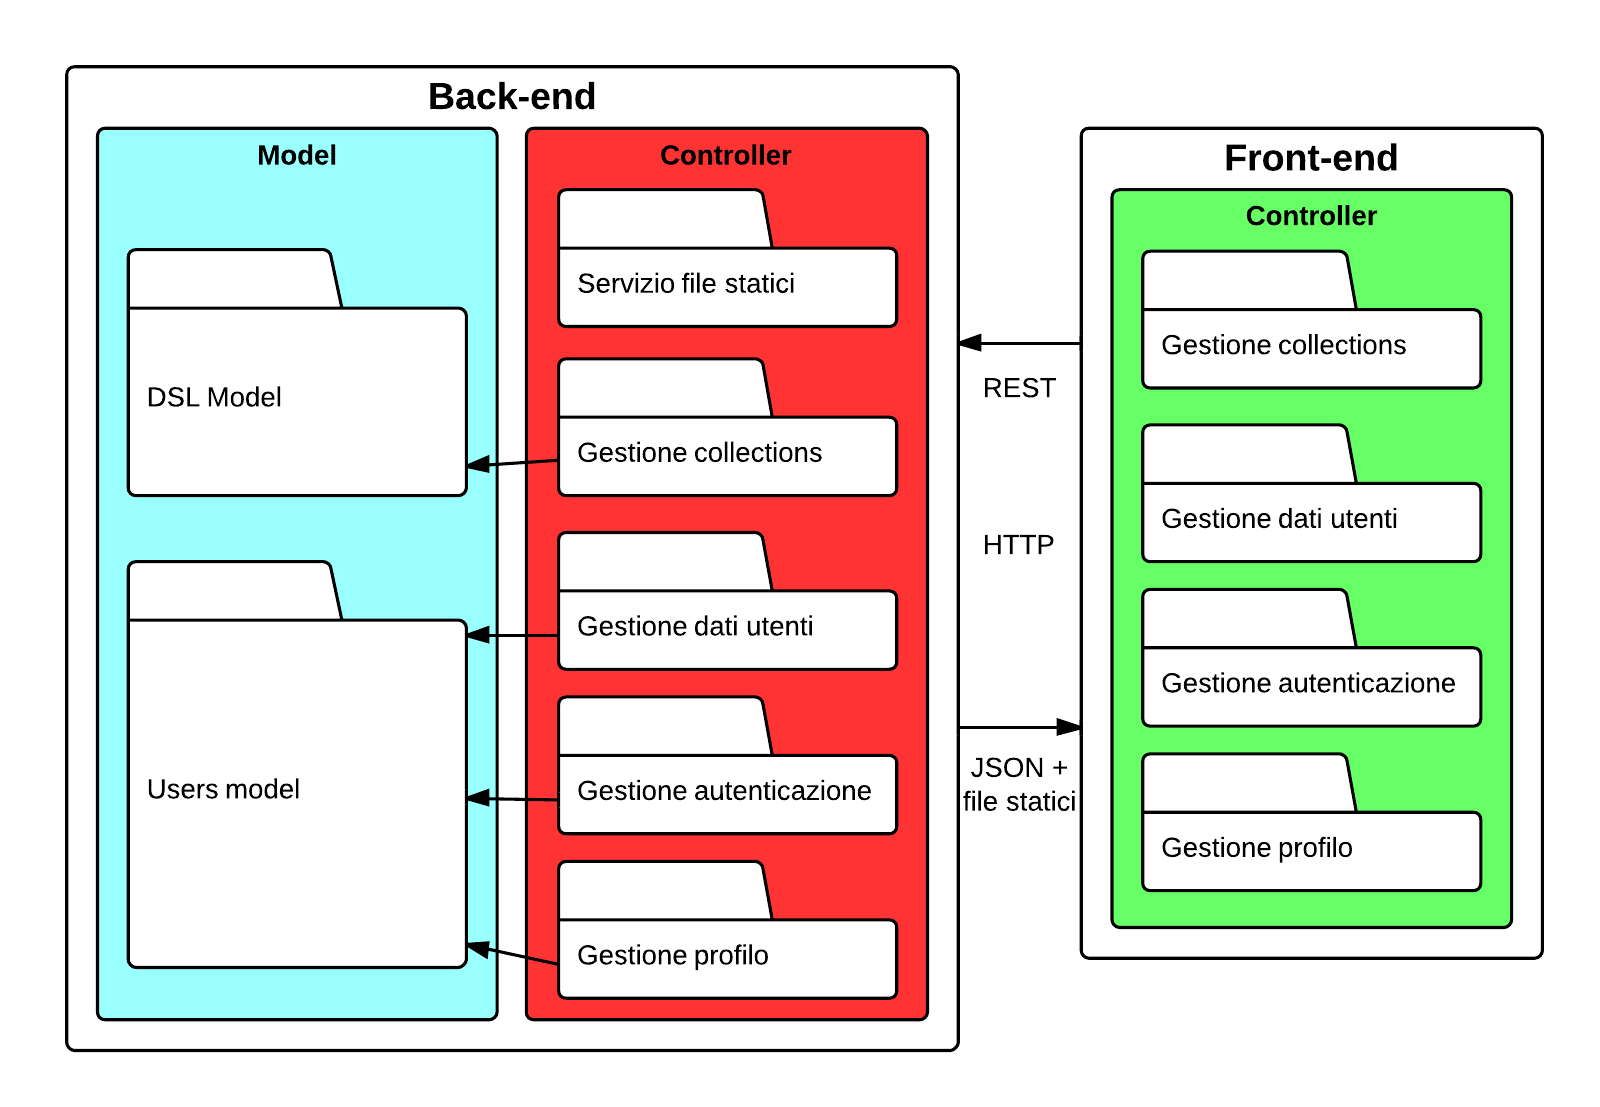 Back-end
Model
DSL Model
Users model
Controller
Servizio file statici
Gestione collections
Gestione dati utenti
Gestione autenticazione
Gestione profilo
REST
HTTP
JSON +
file statici
Front-end
Controller
Gestione collections
Gestione dati utenti
Gestione autenticazione
Gestione profilo